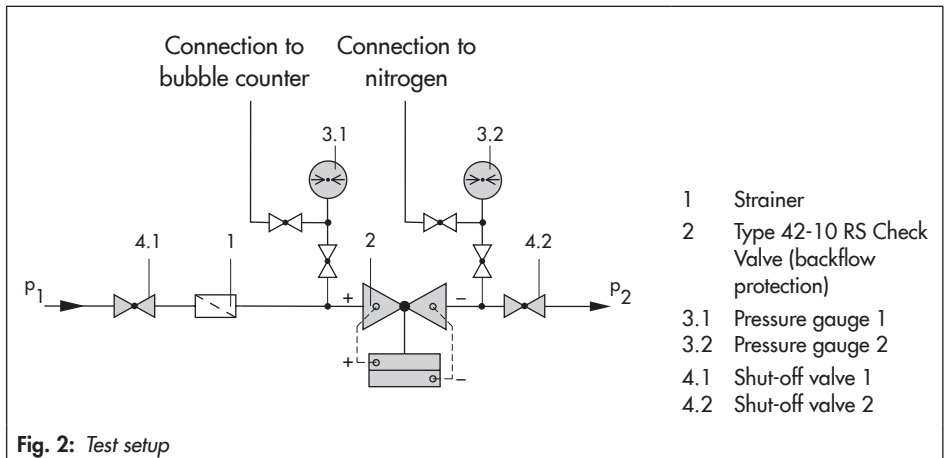 Connection to
bubble counter
Connection to
nitrogen
3.1
3.2
4.1
1
2
4.2
p1
+
–
p2
+
–
1 Strainer
2 Type 42-10 RS Check
Valve (backflow
protection)
3.1 Pressure gauge 1
3.2 Pressure gauge 2
4.1 Shut-off valve 1
4.2 Shut-off valve 2
Fig. 2: Test setup